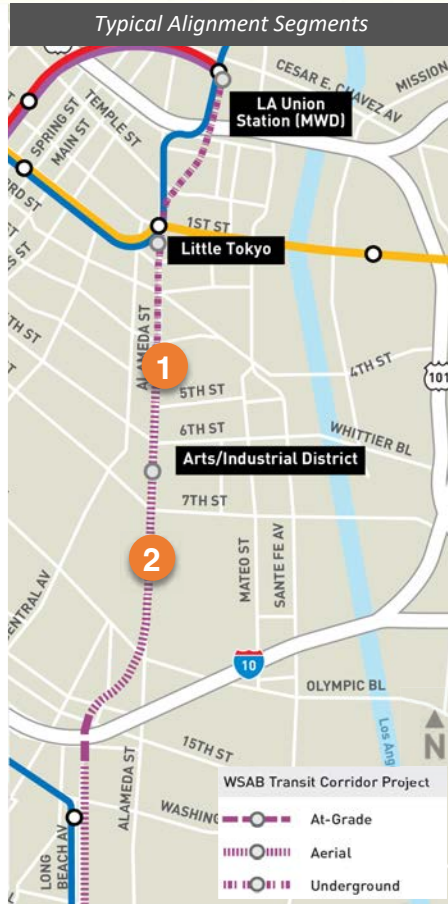 Typical Alignment Segments
CESAR E. CHAVEZ AV
MISSION
LA Union
Station (MWD)
TEMPLE ST
SPRING ST
MAIN ST
1ST ST
Little Tokyo
ALAMEDA ST
1
4TH ST
101
5TH ST
6TH ST
WHITTIER BL
Arts/Industrial District
7TH ST
2
MATEO ST
SANTE FE AV
CENTRAL AV
10
OLYMPIC BL
N
15TH ST
ALAMEDA ST
LONG
BEACH AV
WSAB Transit Corridor Project
At-Grade
Aerial
Underground